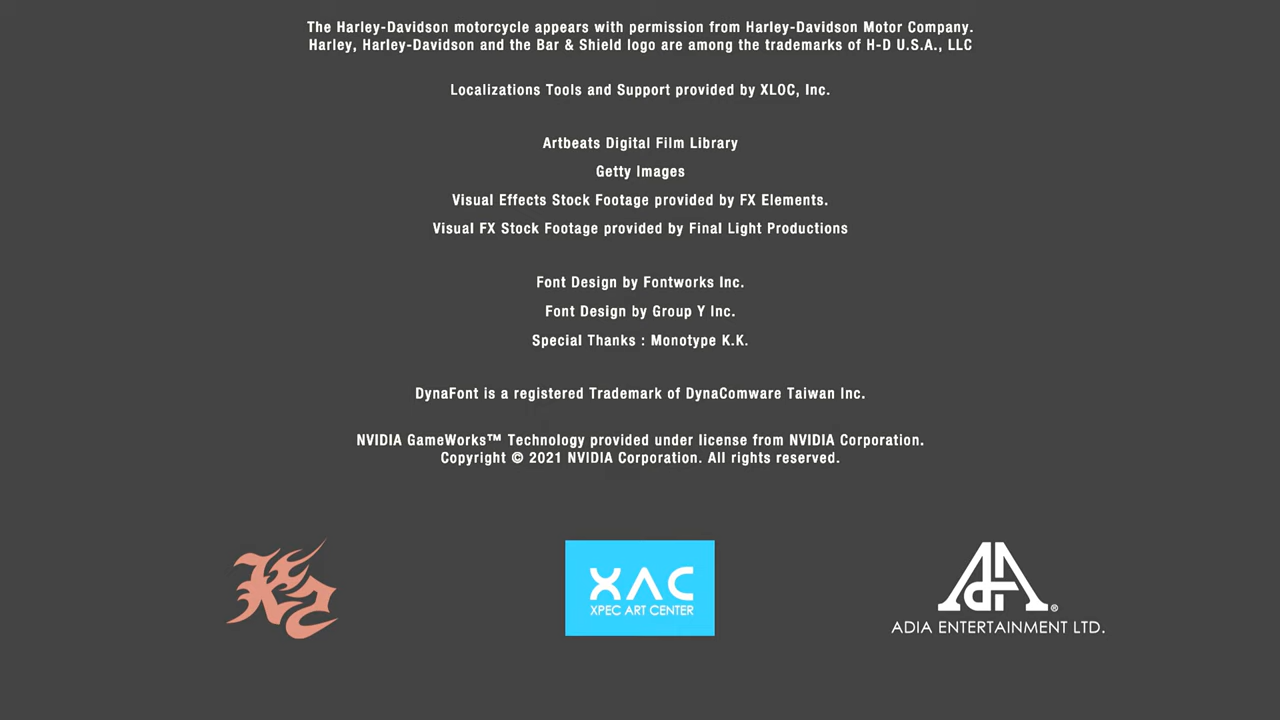 The Harley-Davidson motorcycle appears with permission from Harley-Davidson Motor Company.
Harley, Harley-Davidson and the Bar & Shield logo are among the trademarks of H-D U.S.A., LLC
Localizations Tools and Support provided by XLOC, Inc.
Artbeats Digital Film Library
Getty Images
Visual Effects Stock Footage provided by FX Elements.
Visual FX Stock Footage provided by Final Light Productions
Font Design by Fontworks Inc.
Font Design by Group Y Inc.
Special Thanks : Monotype K.K.
DynaFont is a registered Trademark of DynaComware Taiwan Inc.
NVIDIA GameWorks™ Technology provided under license from NVIDIA Corporation.
Copyright © 2021 NVIDIA Corporation. All rights reserved.
XAC
XPEC ART CENTER
®
ADIA ENTERTAINMENT LTD.